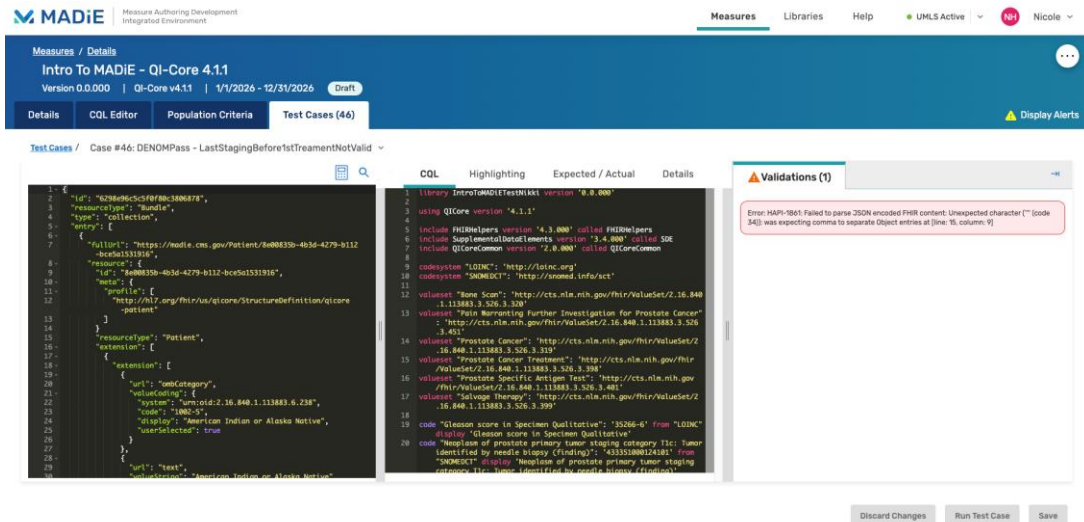 MADiE
Measure Authoring Development
Integrated Environment
Measures
Libraries
Help
UMLS Active
NH
Nicole
Measures / Details
Intro To MADiE - QI-Core 4.1.1
Version 0.0.000 | QI-Core v4.1.1 | 1/1/2026 - 12/31/2026 Draft
Details
CQL Editor
Population Criteria
Test Cases (46)
Display Alerts
Test Cases / Case #46: DENOMPass - LastStagingBefore1stTreamentNotValid
1 {
2 "id": "6298e96c5c5f0f80c3806878",
3 "resourceType": "Bundle",
4 "type": "collection",
5 "entry": [
6 {
7 "fullUrl": "https://madie.cms.gov/Patient/8e00835b-4b3d-4279-b112
-bce5a1531916",
8 "resource": {
9 "id": "8e00835b-4b3d-4279-b112-bce5a1531916",
10 "meta": {
11 "profile": [
12 "http://hl7.org/fhir/us/qicore/StructureDefinition/qicore
-patient"
13 ]
14 }
15 "resourceType": "Patient",
16 "extension": [
17 {
18 "extension": [
19 {
20 "url": "ombCategory",
21 "valueCoding": {
22 "system": "urn:oid:2.16.840.1.113883.6.238",
23 "code": "1002-5",
24 "display": "American Indian or Alaska Native",
25 "userSelected": true
26 }
27 },
28 {
29 "url": "text",
30 "valueString": "American Indian or Alaska Native"
CQL
Highlighting
Expected / Actual
Details
1 library IntroToMADiETestNikki version '0.0.000'
2
3 using QICore version '4.1.1'
4
5 include FHIRHelpers version '4.3.000' called FHIRHelpers
6 include SupplementalDataElements version '3.4.000' called SDE
7 include QICoreCommon version '2.0.000' called QICoreCommon
8
9 codesystem "LOINC": 'http://loinc.org'
10 codesystem "SNOMEDCT": 'http://snomed.info/sct'
11
12 valueset "Bone Scan": 'http://cts.nlm.nih.gov/fhir/ValueSet/2.16.840
.1.113883.3.526.3.320'
13 valueset "Pain Warranting Further Investigation for Prostate Cancer"
: 'http://cts.nlm.nih.gov/fhir/ValueSet/2.16.840.1.113883.3.526
.3.451'
14 valueset "Prostate Cancer": 'http://cts.nlm.nih.gov/fhir/ValueSet/2
.16.840.1.113883.3.526.3.319'
15 valueset "Prostate Cancer Treatment": 'http://cts.nlm.nih.gov/fhir
/ValueSet/2.16.840.1.113883.3.526.3.398'
16 valueset "Prostate Specific Antigen Test": 'http://cts.nlm.nih.gov
/fhir/ValueSet/2.16.840.1.113883.3.526.3.401'
17 valueset "Salvage Therapy": 'http://cts.nlm.nih.gov/fhir/ValueSet/2
.16.840.1.113883.3.526.3.399'
18
19 code "Gleason score in Specimen Qualitative": '35266-6' from "LOINC"
display 'Gleason score in Specimen Qualitative'
20 code "Neoplasm of prostate primary tumor staging category T1c: Tumor
identified by needle biopsy (finding)": '433351000124101' from
"SNOMEDCT" display 'Neoplasm of prostate primary tumor staging
category T1c: Tumor identified by needle biopsy (finding)'
Validations (1)
Error: HAPI-1861: Failed to parse JSON encoded FHIR content: Unexpected character ('"' (code
34)): was expecting comma to separate Object entries at [line: 15, column: 9]
Discard Changes
Run Test Case
Save